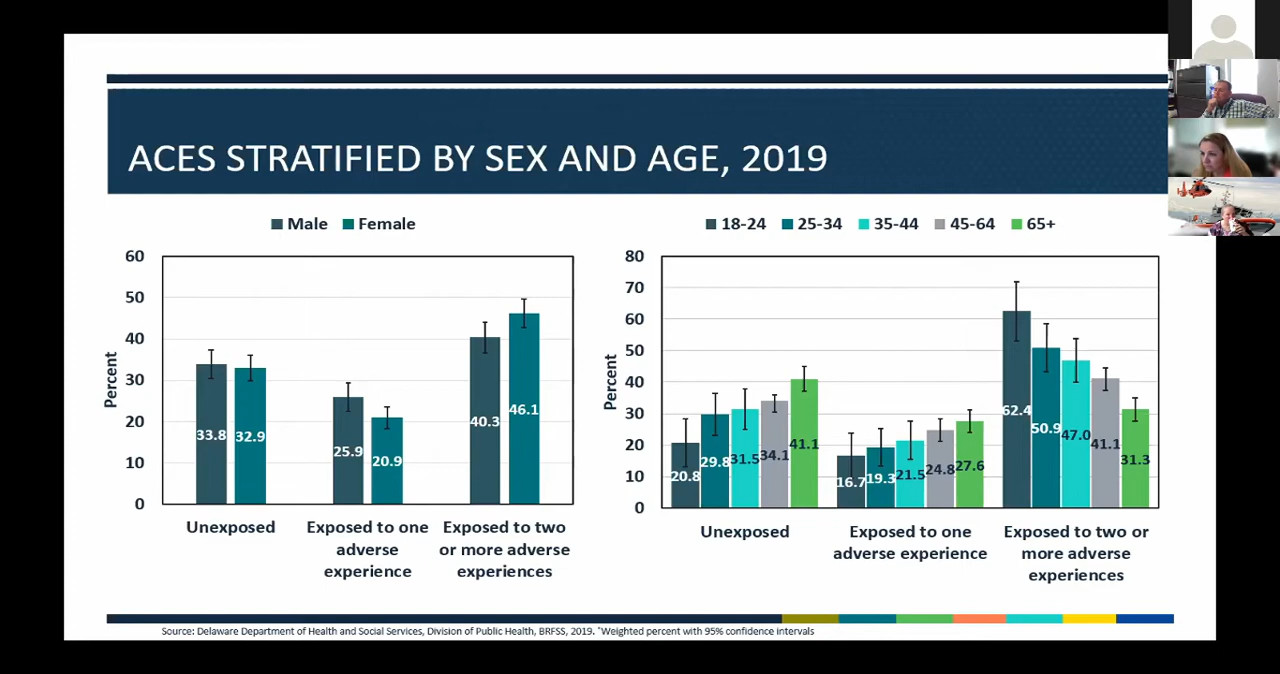 ACES STRATIFIED BY SEX AND AGE, 2019
Male Female
60
50
40
30
20
10
0
Percent
33.8 32.9 25.9 20.9 40.3 46.1
Unexposed
Exposed to one
adverse
experience
Exposed to two
or more adverse
experiences
18-24 25-34 35-44 45-64 65+
80
70
60
50
40
30
20
10
0
Percent
20.8 29.8 31.5 34.1 41.1 16.7 19.3 21.5 24.8 27.6 62.4 50.9 47.0 41.1 31.3
Unexposed
Exposed to one
adverse experience
Exposed to two or
more adverse
experiences
Source: Delaware Department of Health and Social Services, Division of Public Health, BRFSS, 2019. *Weighted percent with 95% confidence intervals